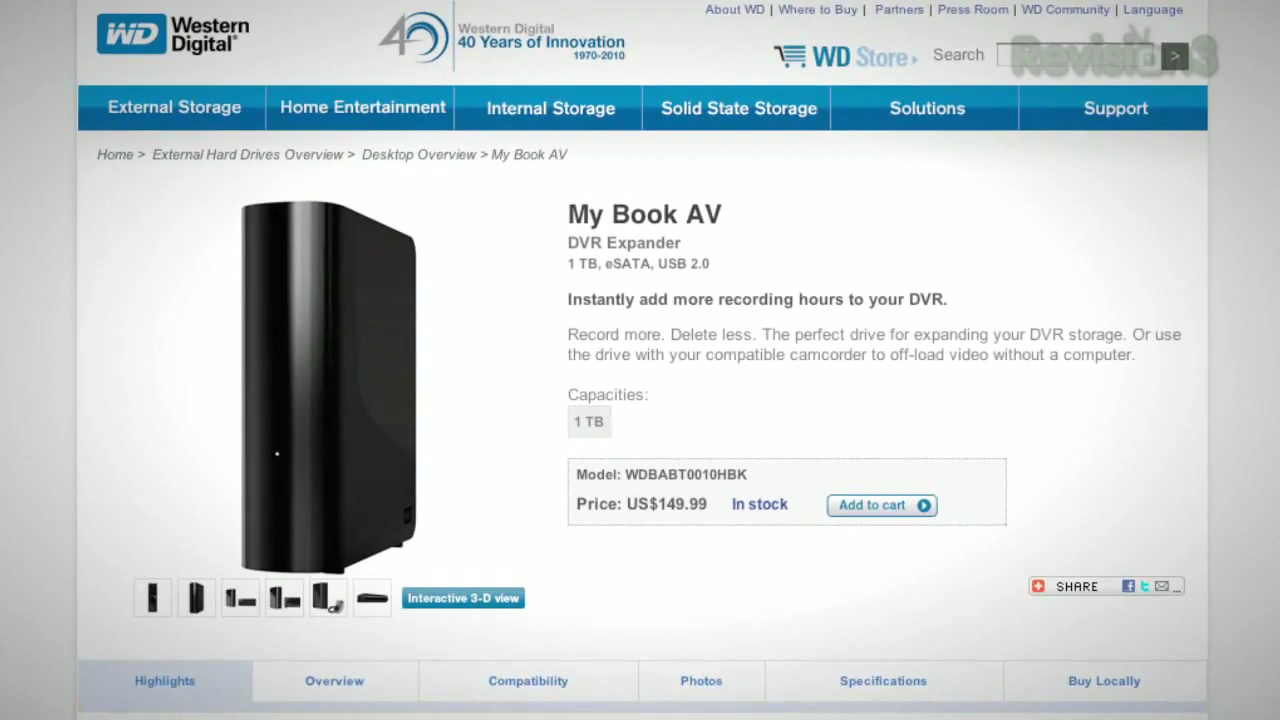 WD Western Digital®
40 Western Digital
40 Years of Innovation
1970-2010
About WD | Where to Buy | Partners | Press Room | WD Community | Language
WD Store
Search
>
Revision3
External Storage
Home Entertainment
Internal Storage
Solid State Storage
Solutions
Support
Home > External Hard Drives Overview > Desktop Overview > My Book AV
My Book AV
DVR Expander
1 TB, eSATA, USB 2.0
Instantly add more recording hours to your DVR.
Record more. Delete less. The perfect drive for expanding your DVR storage. Or use
the drive with your compatible camcorder to off-load video without a computer.
Capacities:
1 TB
Model: WDBABT0010HBK
Price: US$149.99 In stock Add to cart
Interactive 3-D view
SHARE f t ...
Highlights
Overview
Compatibility
Photos
Specifications
Buy Locally